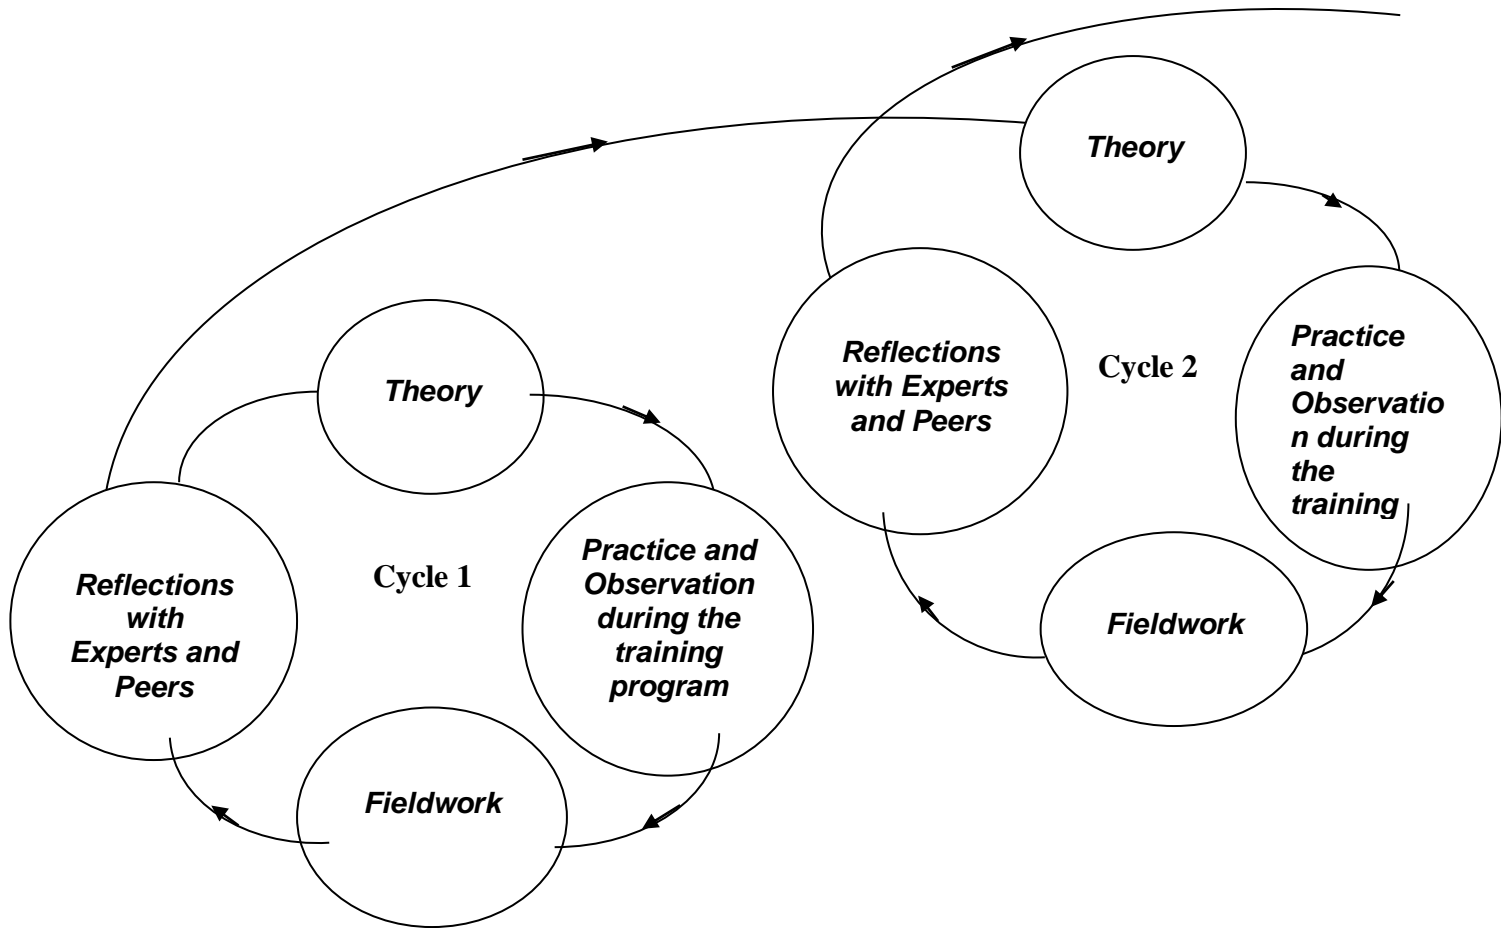 Theory
Reflections
with Experts
and Peers
Cycle 2
Practice
and
Observatio
n during
the
training
Fieldwork
Theory
Reflections
with
Experts and
Peers
Cycle 1
Practice and
Observation
during the
training
program
Fieldwork